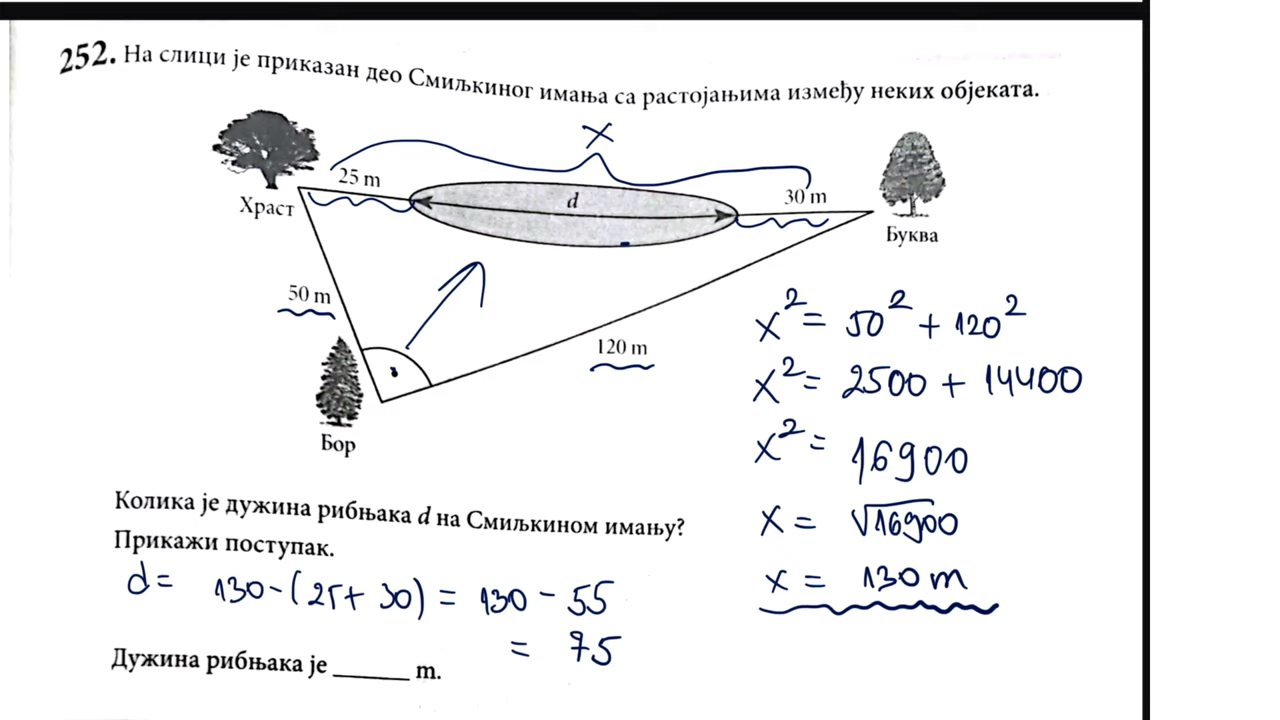 252. На слици је приказан део Смиљкиног имања са растојањима између неких објеката.
x
25 m
d
30 m
Храст
Буква
50 m
120 m
Бор
x² = 50² + 120²
x² = 2500 + 14400
x² = 16900
x = √16900
x = 130 m
Колика је дужина рибњака d на Смиљкином имању?
Прикажи поступак.
d = 130 - (25 + 30) = 130 - 55
= 75
Дужина рибњака је ______ m.